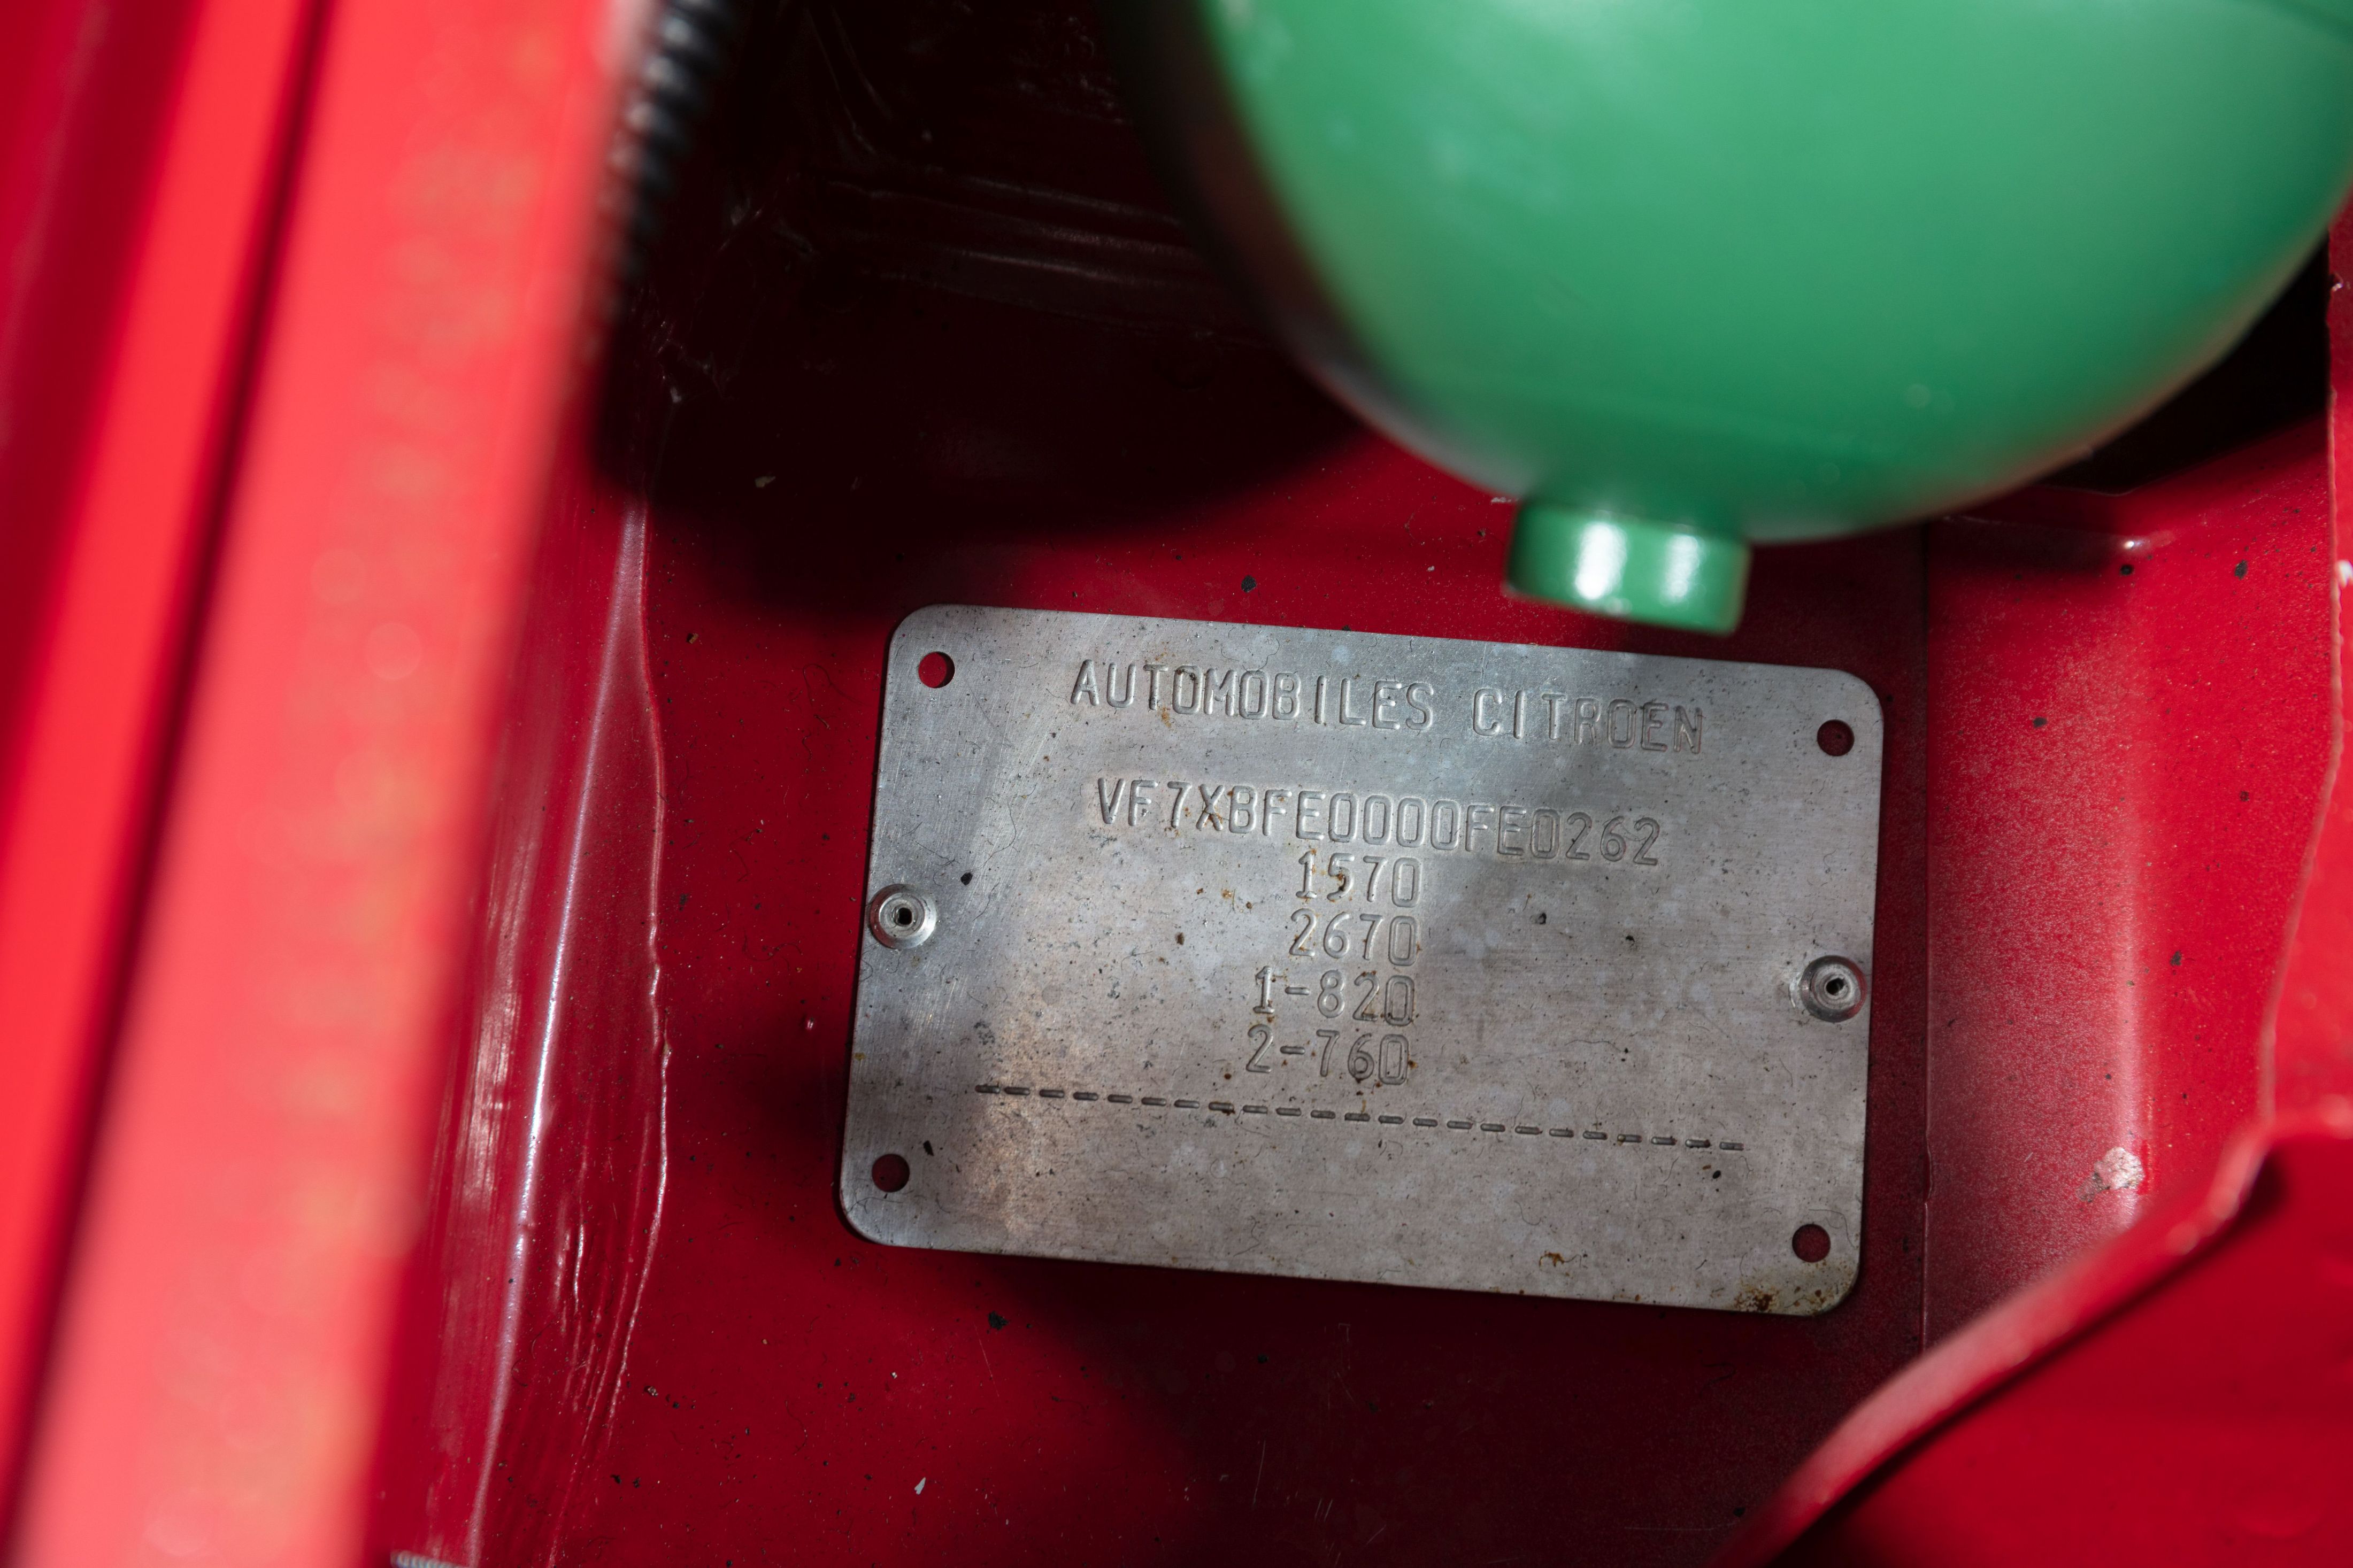 AUTOMOBILES CITROEN
VF7XBFE0000FE0262
1570
2670
1-820
2-760